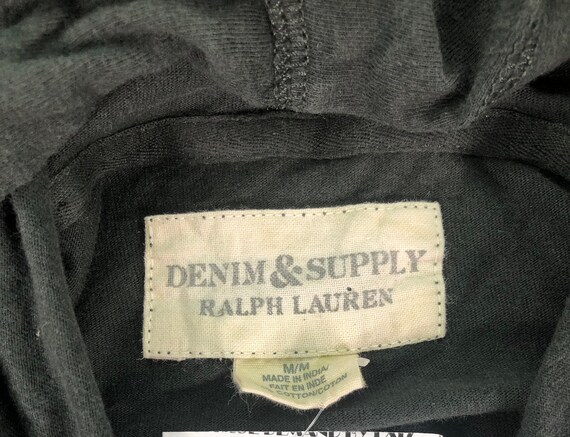 DENIM & SUPPLY
RALPH LAUREN
M/M
MADE IN INDIA/
FAIT EN INDE
COTTON/COTON